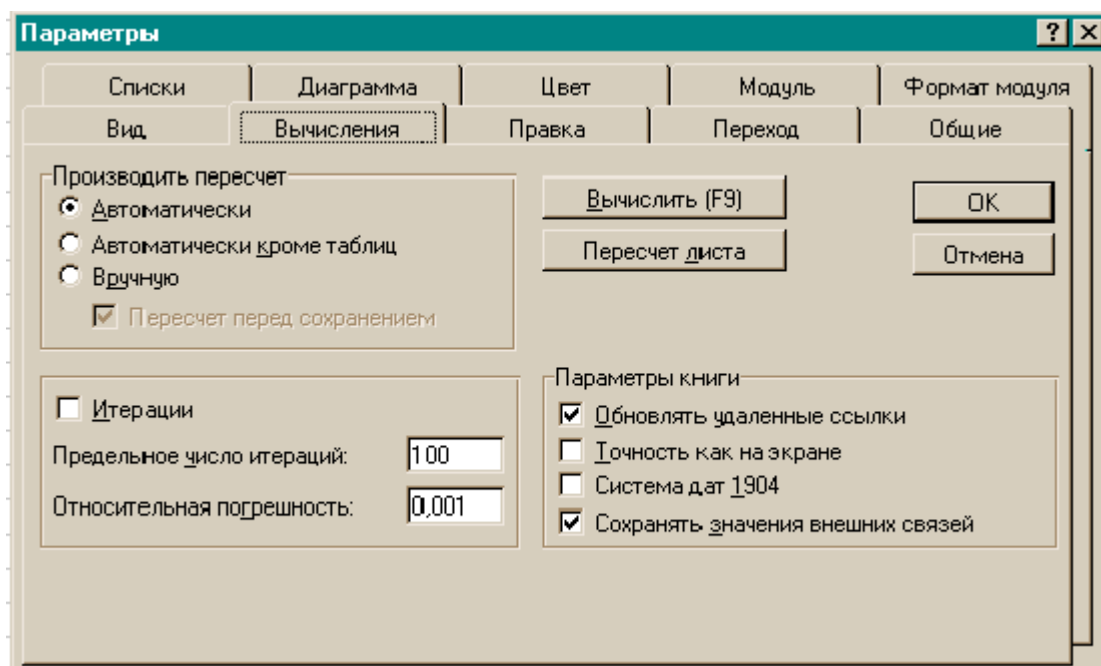 Параметры
Списки Диаграмма Цвет Модуль Формат модуля
Вид Вычисления Правка Переход Общие
Производить пересчет
Автоматически
Автоматически кроме таблиц
Вручную
Пересчет перед сохранением
Вычислить (F9)
Пересчет листа
OK
Отмена
Итерации
Предельное число итераций: 100
Относительная погрешность: 0,001
Параметры книги
Обновлять удаленные ссылки
Точность как на экране
Система дат 1904
Сохранять значения внешних связей